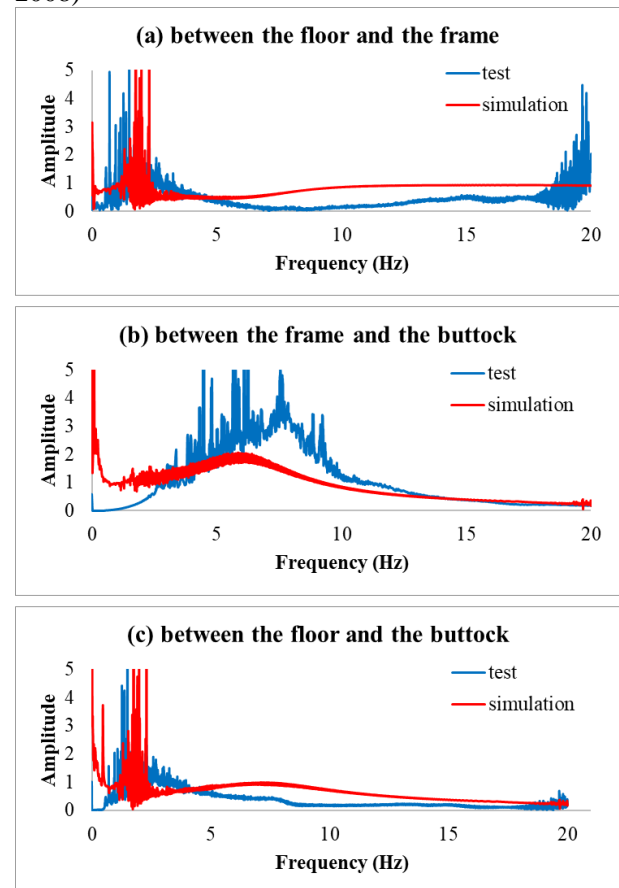 2008)
(a) between the floor and the frame
5
test
4
simulation
3
2
1
0
Amplitude
0 5 10 15 20
Frequency (Hz)
(b) between the frame and the buttock
5
test
4
simulation
3
2
1
0
Amplitude
0 5 10 15 20
Frequency (Hz)
(c) between the floor and the buttock
5
test
4
simulation
3
2
1
0
Amplitude
0 5 10 15 20
Frequency (Hz)